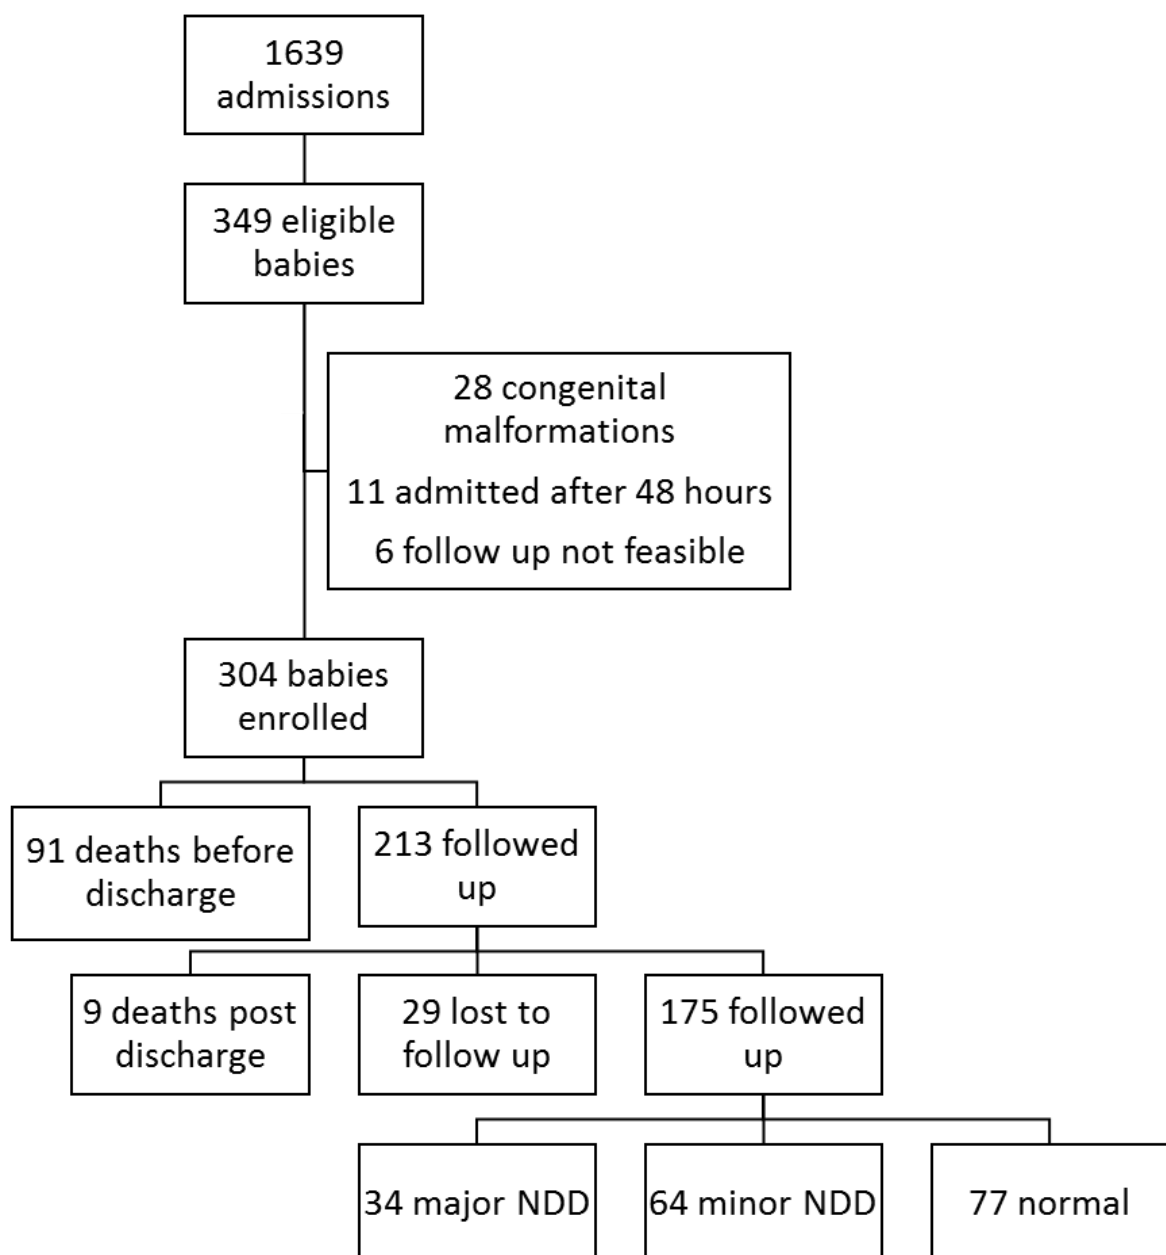 1639
admissions
349 eligible
babies
28 congenital
malformations
11 admitted after 48 hours
6 follow up not feasible
304 babies
enrolled
91 deaths before
discharge
213 followed
up
9 deaths post
discharge
29 lost to
follow up
175 followed
up
34 major NDD
64 minor NDD
77 normal